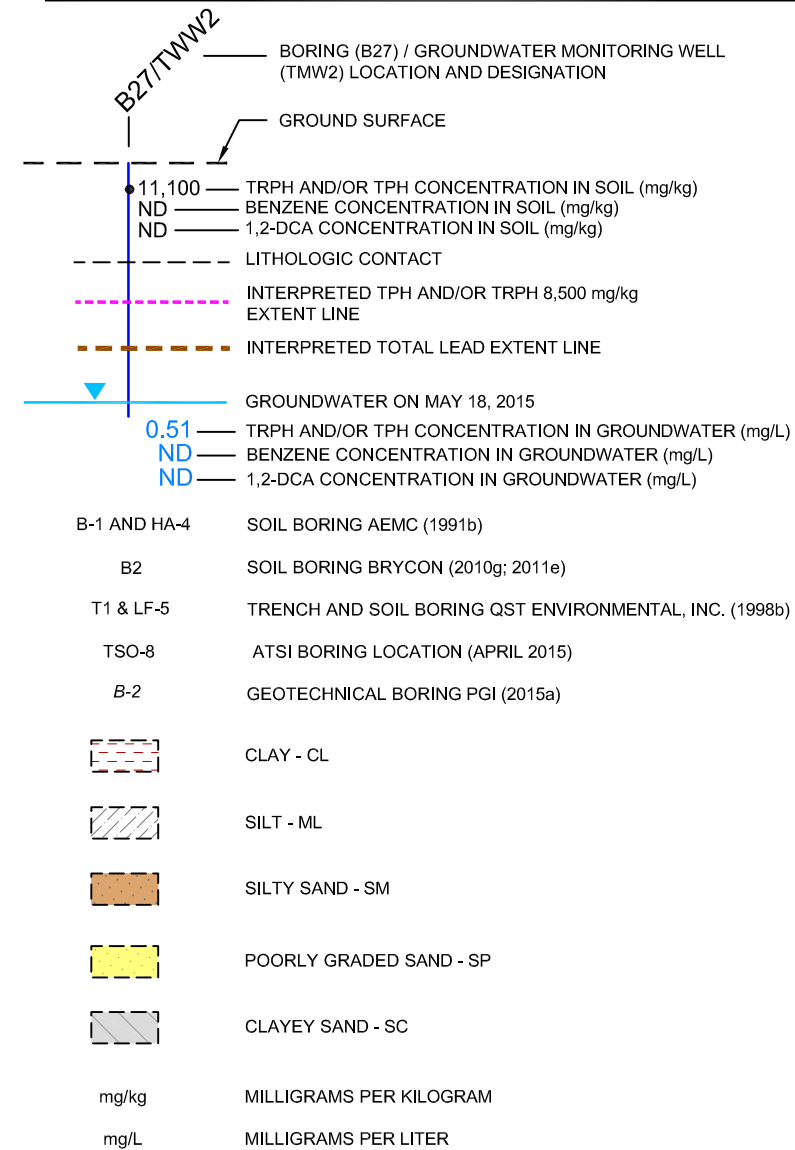 B27/TWW2
BORING (B27) / GROUNDWATER MONITORING WELL
(TMW2) LOCATION AND DESIGNATION
GROUND SURFACE
11,100 TRPH AND/OR TPH CONCENTRATION IN SOIL (mg/kg)
ND BENZENE CONCENTRATION IN SOIL (mg/kg)
ND 1,2-DCA CONCENTRATION IN SOIL (mg/kg)
LITHOLOGIC CONTACT
INTERPRETED TPH AND/OR TRPH 8,500 mg/kg
EXTENT LINE
INTERPRETED TOTAL LEAD EXTENT LINE
GROUNDWATER ON MAY 18, 2015
0.51 TRPH AND/OR TPH CONCENTRATION IN GROUNDWATER (mg/L)
ND BENZENE CONCENTRATION IN GROUNDWATER (mg/L)
ND 1,2-DCA CONCENTRATION IN GROUNDWATER (mg/L)
B-1 AND HA-4 SOIL BORING AEMC (1991b)
B2 SOIL BORING BRYCON (2010g; 2011e)
T1 & LF-5 TRENCH AND SOIL BORING QST ENVIRONMENTAL, INC. (1998b)
TSO-8 ATSI BORING LOCATION (APRIL 2015)
B-2 GEOTECHNICAL BORING PGI (2015a)
CLAY - CL
SILT - ML
SILTY SAND - SM
POORLY GRADED SAND - SP
CLAYEY SAND - SC
mg/kg MILLIGRAMS PER KILOGRAM
mg/L MILLIGRAMS PER LITER